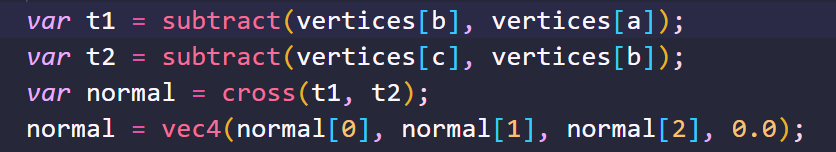 var t1 = subtract(vertices[b], vertices[a]);
var t2 = subtract(vertices[c], vertices[b]);
var normal = cross(t1, t2);
normal = vec4(normal[0], normal[1], normal[2], 0.0);